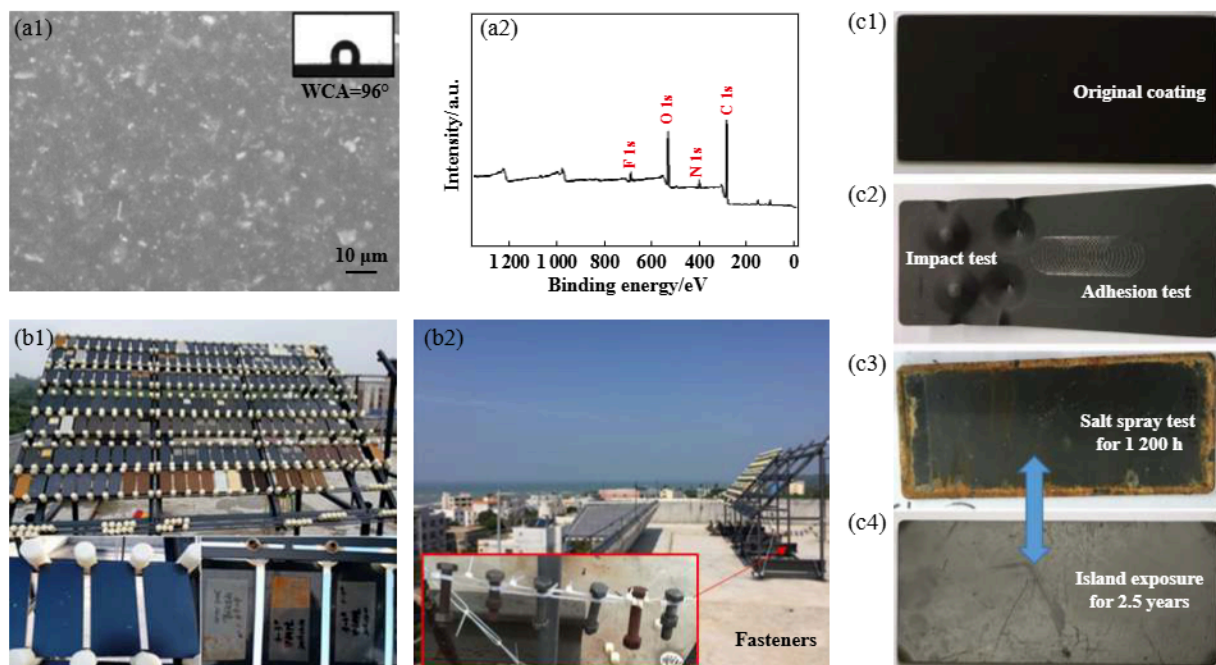 (a1)
WCA=96°
10 μm
(a2)
Intensity/a.u.
F 1s
O 1s
N 1s
C 1s
1 200
1 000
800
600
400
200
0
Binding energy/eV
(b1)
(b2)
Fasteners
(c1)
Original coating
(c2)
Impact test
Adhesion test
(c3)
Salt spray test
for 1 200 h
(c4)
Island exposure
for 2.5 years